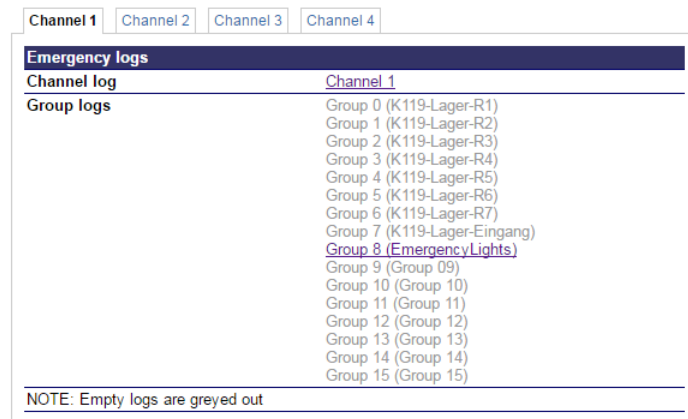 Channel 1 Channel 2 Channel 3 Channel 4
Emergency logs
Channel log Channel 1
Group logs Group 0 (K119-Lager-R1)
Group 1 (K119-Lager-R2)
Group 2 (K119-Lager-R3)
Group 3 (K119-Lager-R4)
Group 4 (K119-Lager-R5)
Group 5 (K119-Lager-R6)
Group 6 (K119-Lager-R7)
Group 7 (K119-Lager-Eingang)
Group 8 (EmergencyLights)
Group 9 (Group 09)
Group 10 (Group 10)
Group 11 (Group 11)
Group 12 (Group 12)
Group 13 (Group 13)
Group 14 (Group 14)
Group 15 (Group 15)
NOTE: Empty logs are greyed out